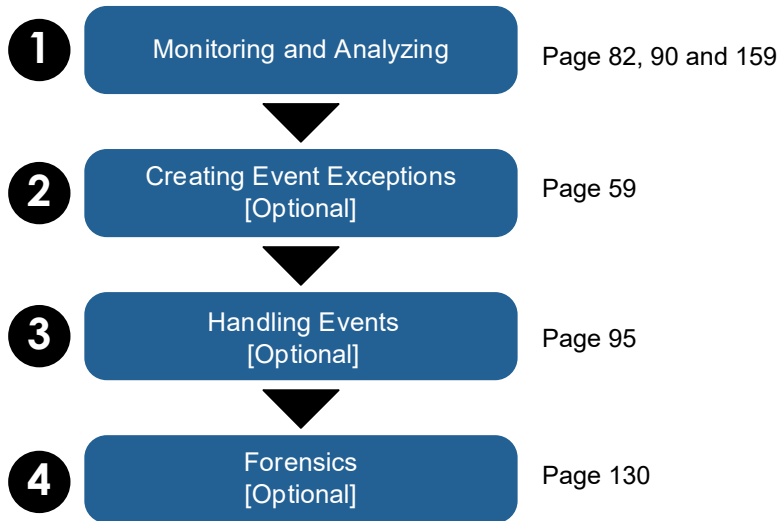 1
Monitoring and Analyzing
Page 82, 90 and 159
2
Creating Event Exceptions
[Optional]
Page 59
3
Handling Events
[Optional]
Page 95
4
Forensics
[Optional]
Page 130